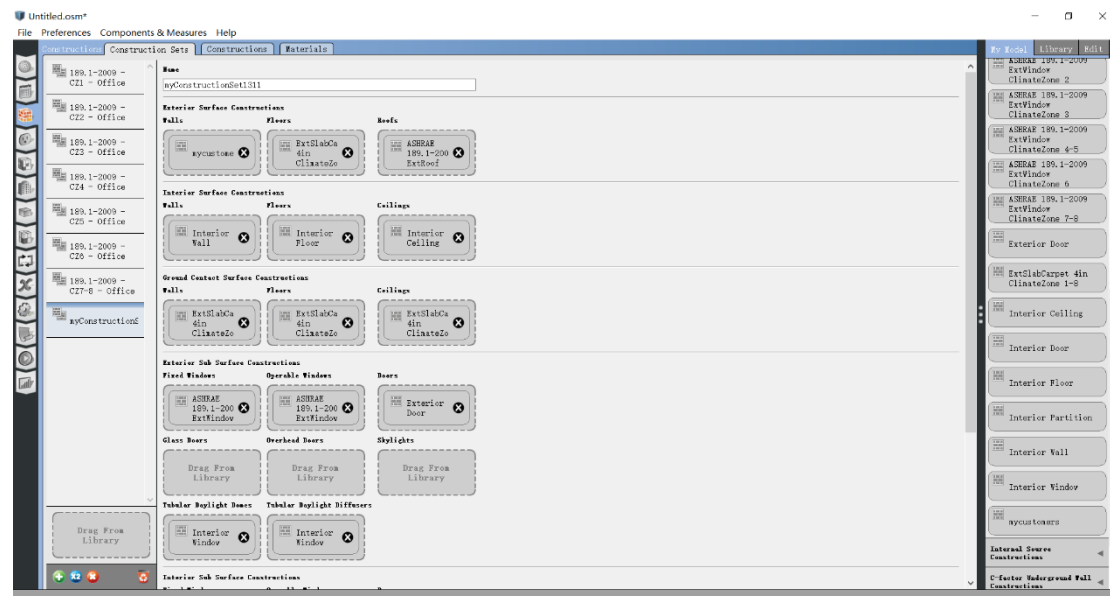 Untitled.osm*
File Preferences Components & Measures Help
Constructions Construction Sets Constructions Materials
My Model Library Edit
189.1-2009 -
CZ1 - Office
189.1-2009 -
CZ2 - Office
189.1-2009 -
CZ3 - Office
189.1-2009 -
CZ4 - Office
189.1-2009 -
CZ5 - Office
189.1-2009 -
CZ6 - Office
189.1-2009 -
CZ7-8 - Office
myConstructionS
Drag From
Library
x2
Name
myConstructionSet1311
Exterior Surface Constructions
Walls Floors Roofs
mycustome
ExtSlabCa
4in
ClimateZo
ASHRAE
189.1-200
ExtRoof
Interior Surface Constructions
Walls Floors Ceilings
Interior
Wall
Interior
Floor
Interior
Ceiling
Ground Contact Surface Constructions
Walls Floors Ceilings
ExtSlabCa
4in
ClimateZo
ExtSlabCa
4in
ClimateZo
ExtSlabCa
4in
ClimateZo
Exterior Sub Surface Constructions
Fixed Windows Operable Windows Doors
ASHRAE
189.1-200
ExtWindow
ASHRAE
189.1-200
ExtWindow
Exterior
Door
Glass Doors Overhead Doors Skylights
Drag From
Library
Drag From
Library
Drag From
Library
Tubular Daylight Domes Tubular Daylight Diffusers
Interior
Window
Interior
Window
Interior Sub Surface Constructions
ASHRAE 189.1-2009
ExtWindow
ClimateZone 2
ASHRAE 189.1-2009
ExtWindow
ClimateZone 3
ASHRAE 189.1-2009
ExtWindow
ClimateZone 4-5
ASHRAE 189.1-2009
ExtWindow
ClimateZone 6
ASHRAE 189.1-2009
ExtWindow
ClimateZone 7-8
Exterior Door
ExtSlabCarpet 4in
ClimateZone 1-8
Interior Ceiling
Interior Door
Interior Floor
Interior Partition
Interior Wall
Interior Window
mycustomers
Internal Source
Constructions
C-factor Underground Wall
Constructions